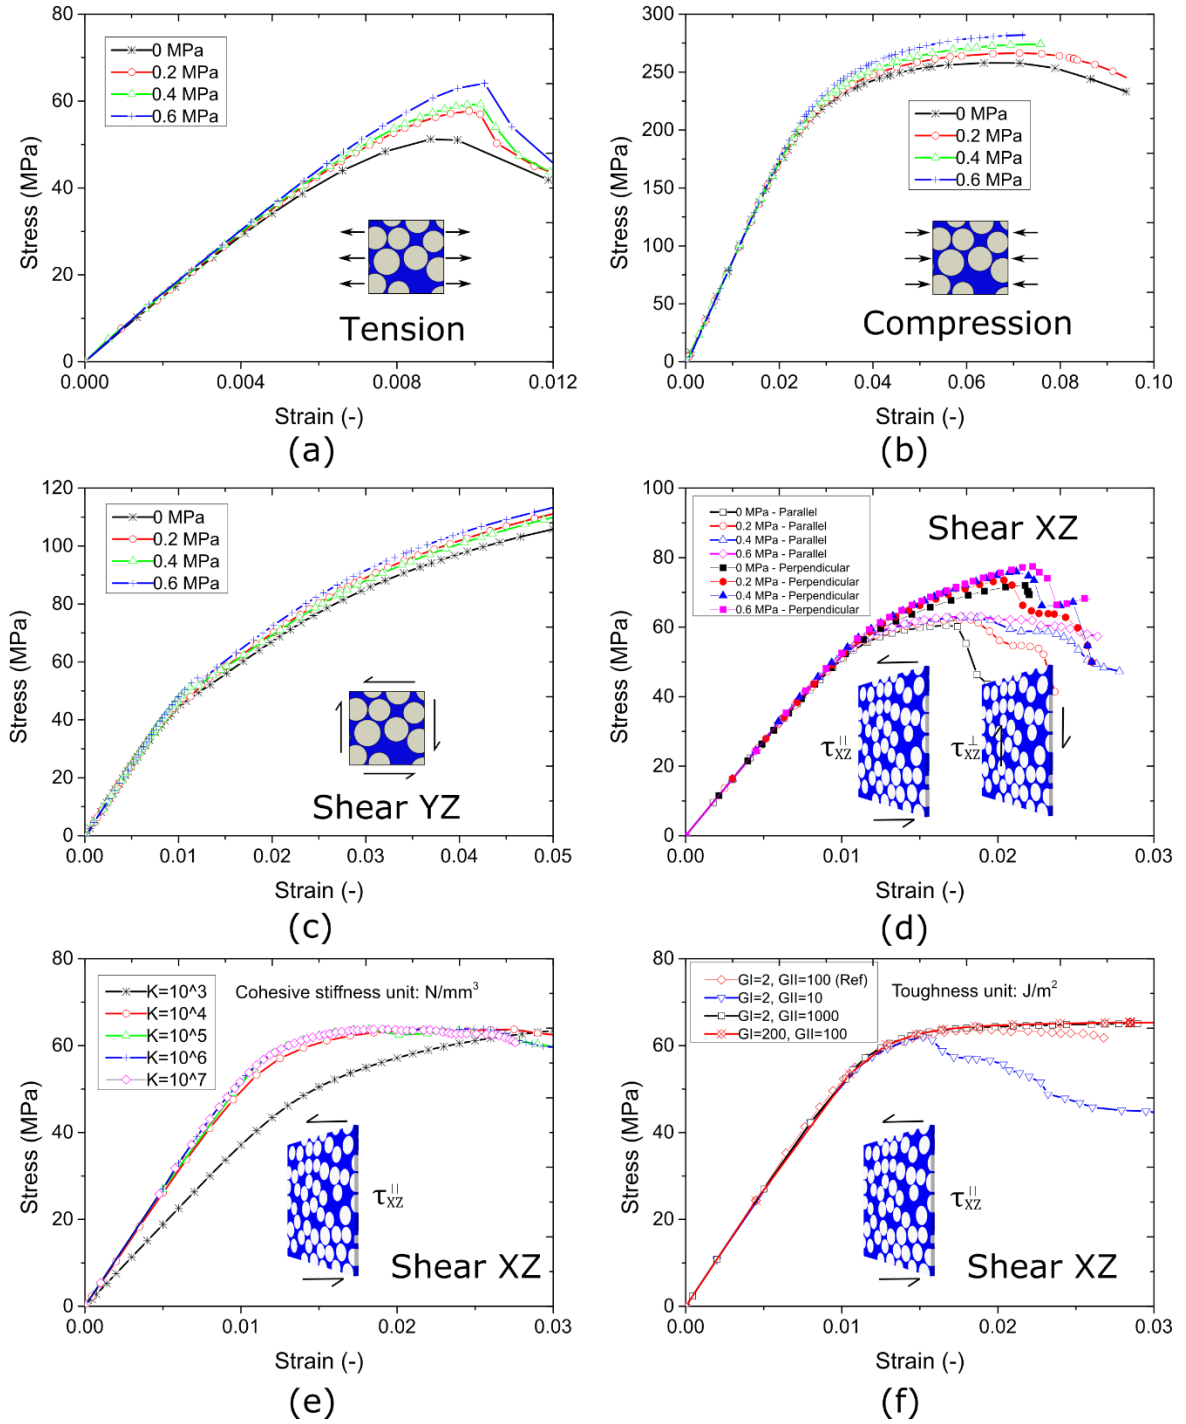 80
60
40
20
0
0.000
0.004
0.008
0.012
Stress (MPa)
Strain (-)
0 MPa
0.2 MPa
0.4 MPa
0.6 MPa
Tension
(a)
300
250
200
150
100
50
0
0.00
0.02
0.04
0.06
0.08
0.10
Stress (MPa)
Strain (-)
0 MPa
0.2 MPa
0.4 MPa
0.6 MPa
Compression
(b)
120
100
80
60
40
20
0
0.00
0.01
0.02
0.03
0.04
0.05
Stress (MPa)
Strain (-)
0 MPa
0.2 MPa
0.4 MPa
0.6 MPa
Shear YZ
(c)
100
80
60
40
20
0
0.00
0.01
0.02
0.03
Stress (MPa)
Strain (-)
0 MPa - Parallel
0.2 MPa - Parallel
0.4 MPa - Parallel
0.6 MPa - Parallel
0 MPa - Perpendicular
0.2 MPa - Perpendicular
0.4 MPa - Perpendicular
0.6 MPa - Perpendicular
Shear XZ
τ||XZ
τ⊥XZ
(d)
80
60
40
20
0
0.00
0.01
0.02
0.03
Stress (MPa)
Strain (-)
K=10^3
K=10^4
K=10^5
K=10^6
K=10^7
Cohesive stiffness unit: N/mm³
τ||XZ
Shear XZ
(e)
80
60
40
20
0
0.00
0.01
0.02
0.03
Stress (MPa)
Strain (-)
GI=2, GII=100 (Ref)
GI=2, GII=10
GI=2, GII=1000
GI=200, GII=100
Toughness unit: J/m²
τ||XZ
Shear XZ
(f)